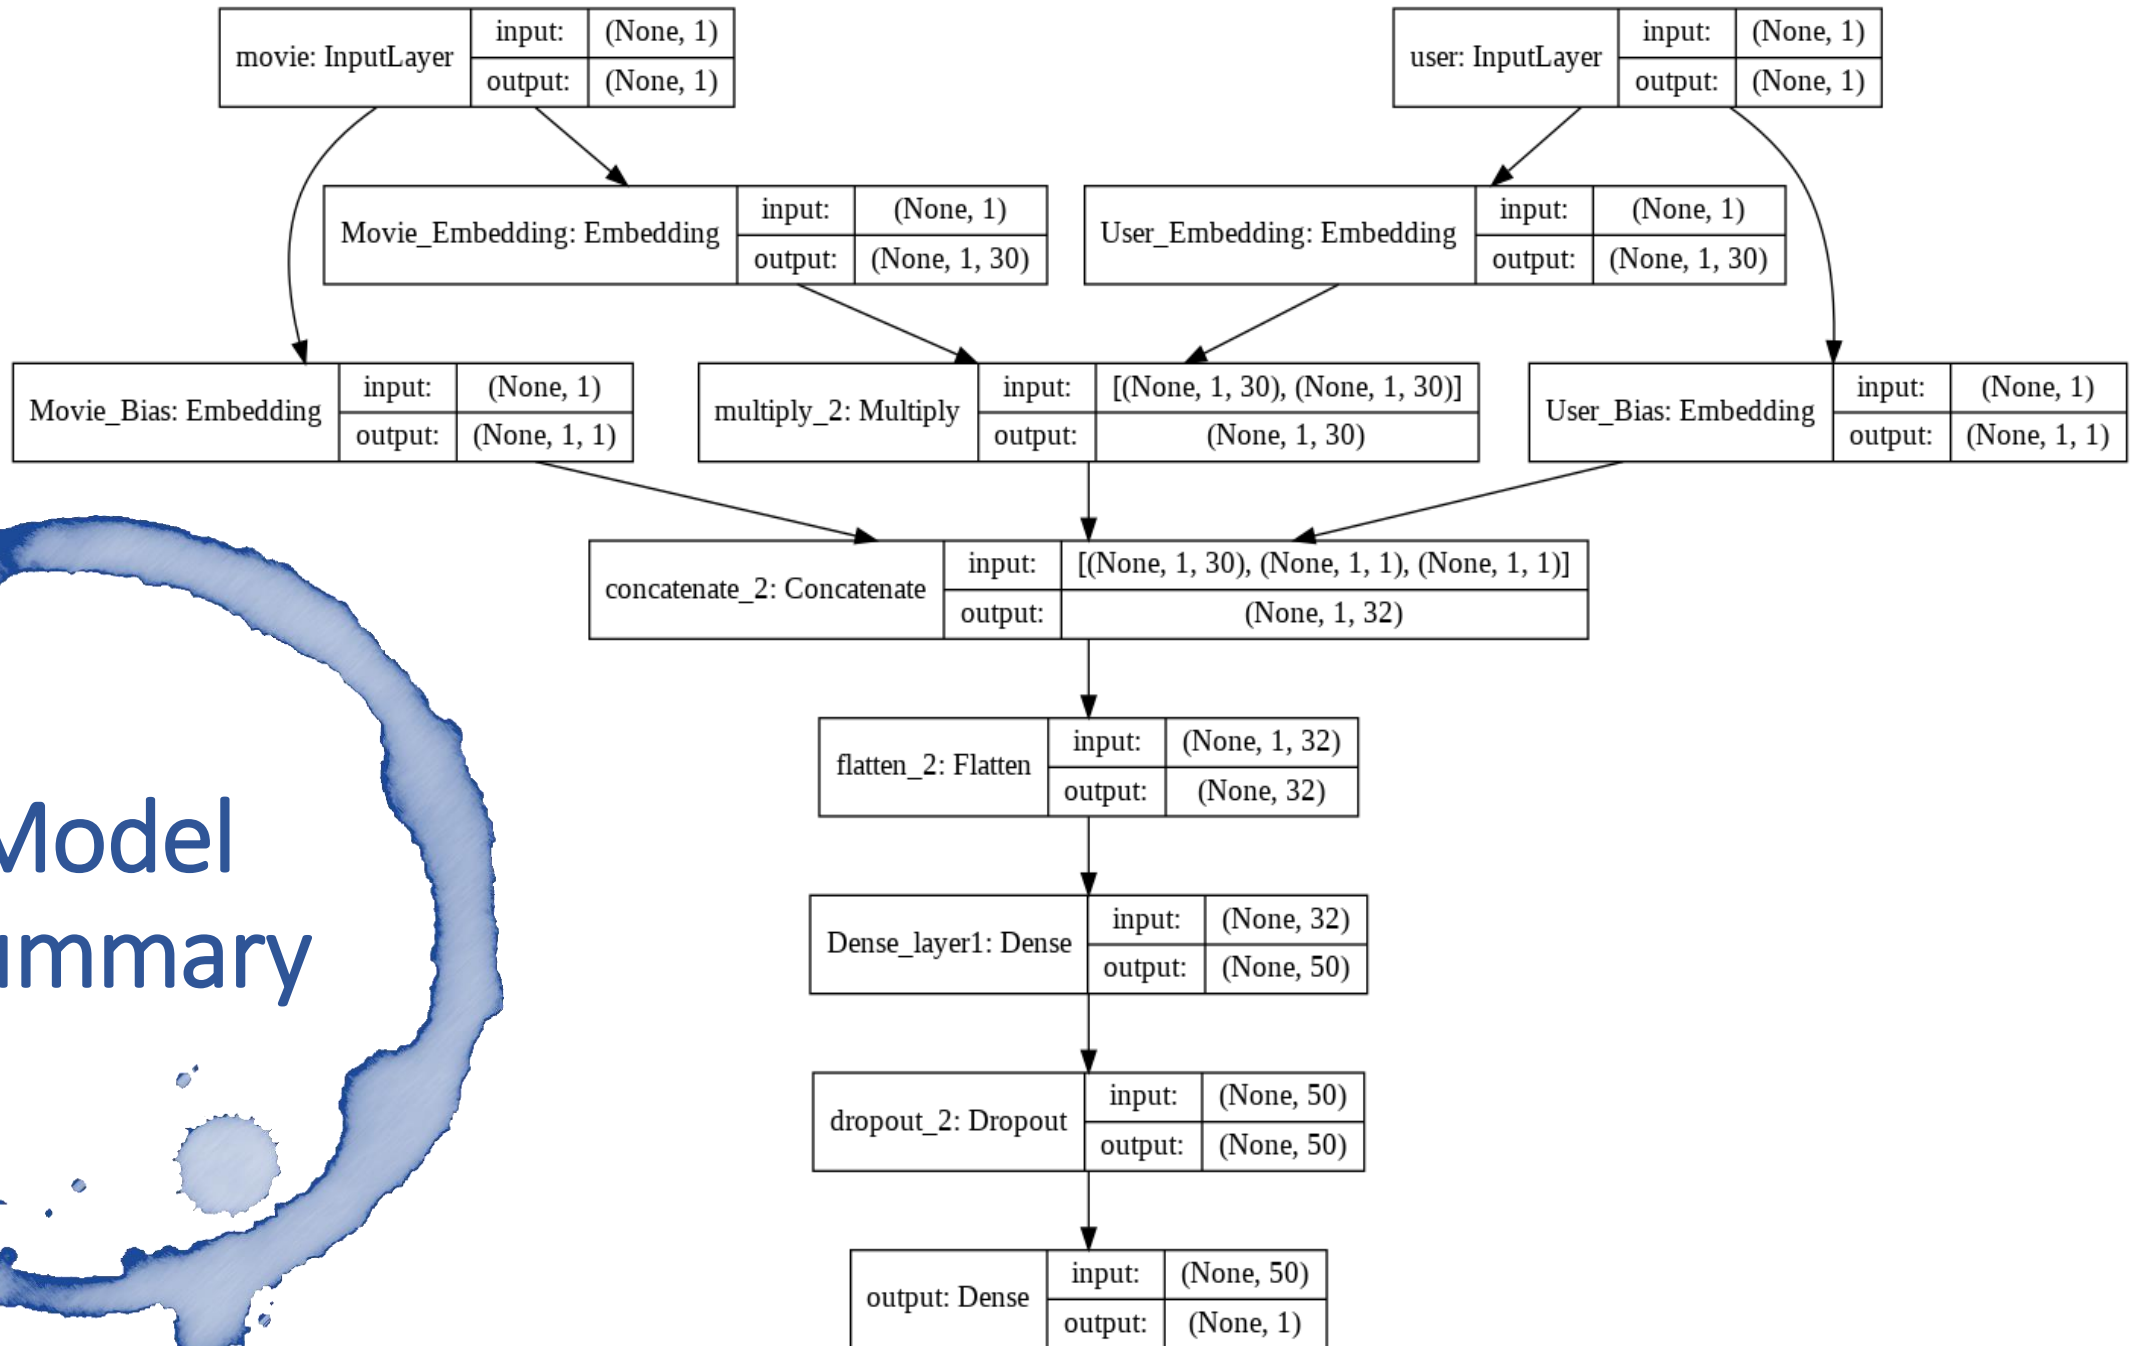 movie: InputLayer
input: (None, 1)
output: (None, 1)
user: InputLayer
input: (None, 1)
output: (None, 1)
Movie_Embedding: Embedding
input: (None, 1)
output: (None, 1, 30)
User_Embedding: Embedding
input: (None, 1)
output: (None, 1, 30)
Movie_Bias: Embedding
input: (None, 1)
output: (None, 1, 1)
multiply_2: Multiply
input: [(None, 1, 30), (None, 1, 30)]
output: (None, 1, 30)
User_Bias: Embedding
input: (None, 1)
output: (None, 1, 1)
concatenate_2: Concatenate
input: [(None, 1, 30), (None, 1, 1), (None, 1, 1)]
output: (None, 1, 32)
flatten_2: Flatten
input: (None, 1, 32)
output: (None, 32)
Model
ummary
Dense_layer1: Dense
input: (None, 32)
output: (None, 50)
dropout_2: Dropout
input: (None, 50)
output: (None, 50)
output: Dense
input: (None, 50)
output: (None, 1)